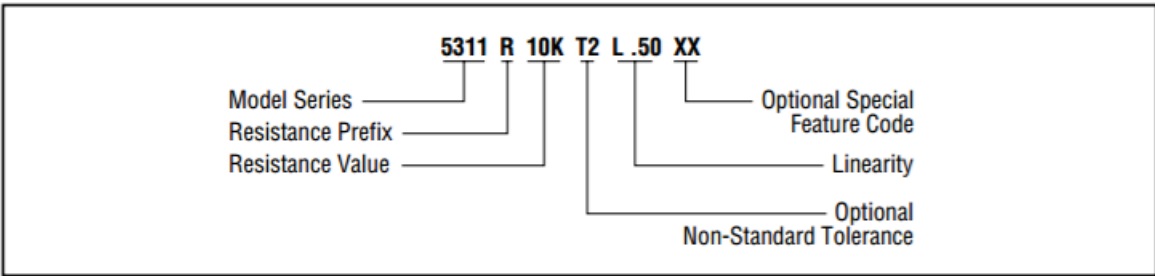 5311 R 10K T2 L .50 XX
Model Series
Resistance Prefix
Resistance Value
Optional Special
Feature Code
Linearity
Optional
Non-Standard Tolerance